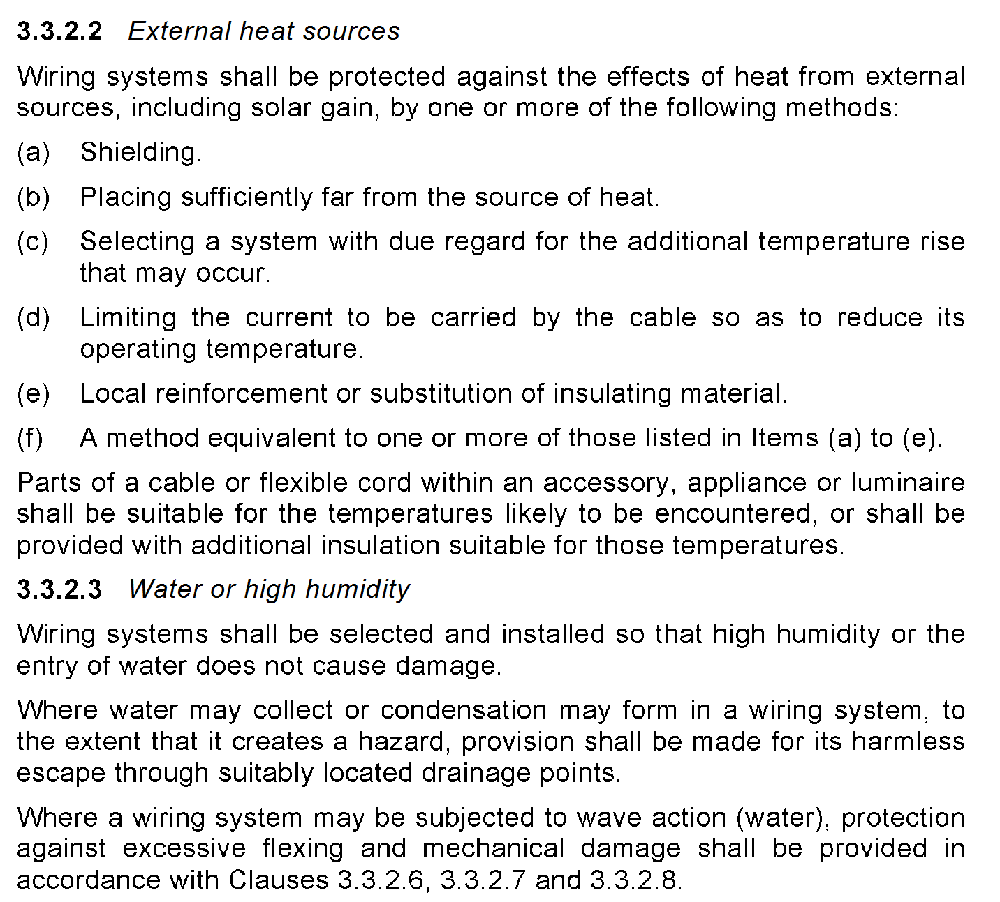 3.3.2.2 External heat sources
Wiring systems shall be protected against the effects of heat from external
sources, including solar gain, by one or more of the following methods:
(a) Shielding.
(b) Placing sufficiently far from the source of heat.
(c) Selecting a system with due regard for the additional temperature rise
that may occur.
(d) Limiting the current to be carried by the cable so as to reduce its
operating temperature.
(e) Local reinforcement or substitution of insulating material.
(f) A method equivalent to one or more of those listed in Items (a) to (e).
Parts of a cable or flexible cord within an accessory, appliance or luminaire
shall be suitable for the temperatures likely to be encountered, or shall be
provided with additional insulation suitable for those temperatures.
3.3.2.3 Water or high humidity
Wiring systems shall be selected and installed so that high humidity or the
entry of water does not cause damage.
Where water may collect or condensation may form in a wiring system, to
the extent that it creates a hazard, provision shall be made for its harmless
escape through suitably located drainage points.
Where a wiring system may be subjected to wave action (water), protection
against excessive flexing and mechanical damage shall be provided in
accordance with Clauses 3.3.2.6, 3.3.2.7 and 3.3.2.8.